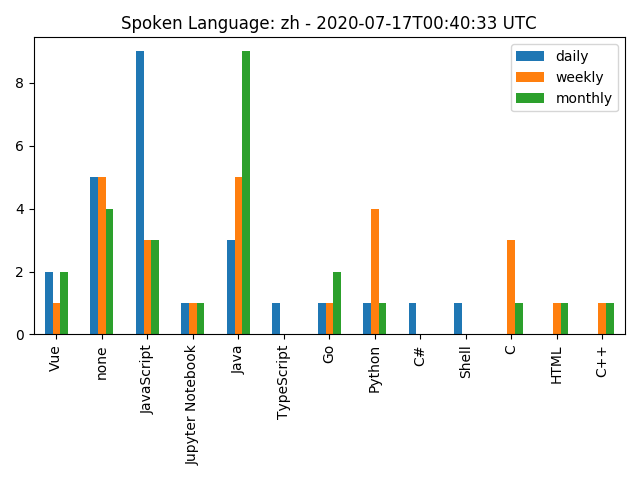 Spoken Language: zh - 2020-07-17T00:40:33 UTC
daily
weekly
monthly
8
6
4
2
0
Vue
none
JavaScript
Jupyter Notebook
Java
TypeScript
Go
Python
C#
Shell
C
HTML
C++